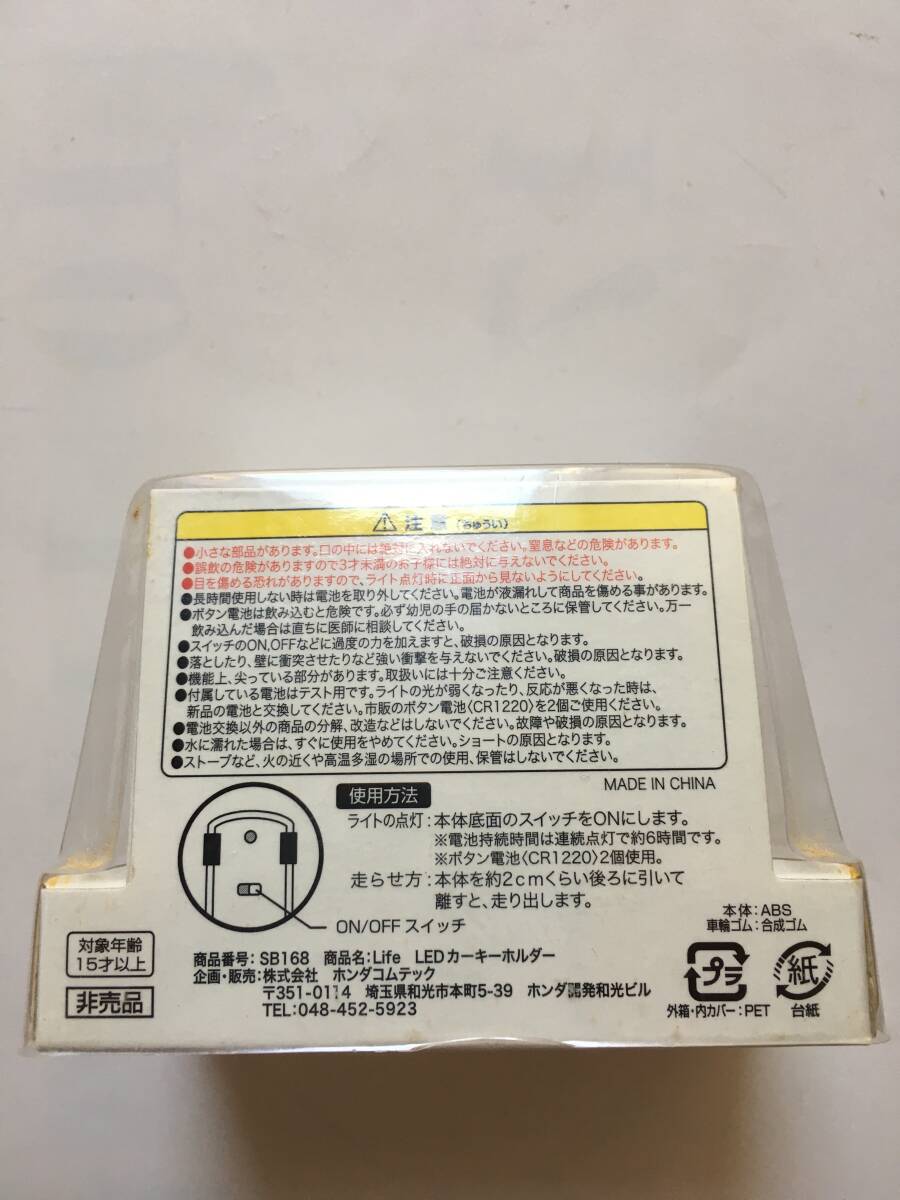 注意(ちゅうい)
●小さな部品があります。口の中には絶対に入れないでください。窒息などの危険があります。
●誤飲の危険がありますので3才未満のお子様には絶対に与えないでください。
●目を傷める恐れがありますので、ライト点灯時に正面から見ないようにしてください。
●長時間使用しない時は電池を取り外してください。電池が液漏れして商品を傷める事があります。
●ボタン電池は飲み込むと危険です。必ず幼児の手の届かないところに保管してください。万一
飲み込んだ場合は直ちに医師に相談してください。
●スイッチのON,OFFなどに過度の力を加えますと、破損の原因となります。
●落としたり、壁に衝突させたりなど強い衝撃を与えないでください。破損の原因となります。
●機能上、尖っている部分があります。取扱いには十分ご注意ください。
●付属している電池はテスト用です。ライトの光が弱くなったり、反応が悪くなった時は、
新品の電池と交換してください。市販のボタン電池〈CR1220〉を2個ご使用ください。
●電池交換以外の商品の分解、改造などはしないでください。故障や破損の原因となります。
●水に濡れた場合は、すぐに使用をやめてください。ショートの原因となります。
●ストーブなど、火の近くや高温多湿の場所での使用、保管はしないでください。
MADE IN CHINA
使用方法
ライトの点灯:本体底面のスイッチをONにします。
※電池持続時間は連続点灯で約6時間です。
※ボタン電池〈CR1220〉2個使用。
走らせ方:本体を約2cmくらい後ろに引いて
離すと、走り出します。
ON/OFF スイッチ
対象年齢
15才以上
非売品
商品番号:SB168 商品名:Life LEDカーキーホルダー
企画・販売:株式会社 ホンダコムテック
〒351-0114 埼玉県和光市本町5-39 ホンダ開発和光ビル
TEL:048-452-5923
本体:ABS
車輪ゴム:合成ゴム
プラ
外箱・内カバー:PET
紙
台紙